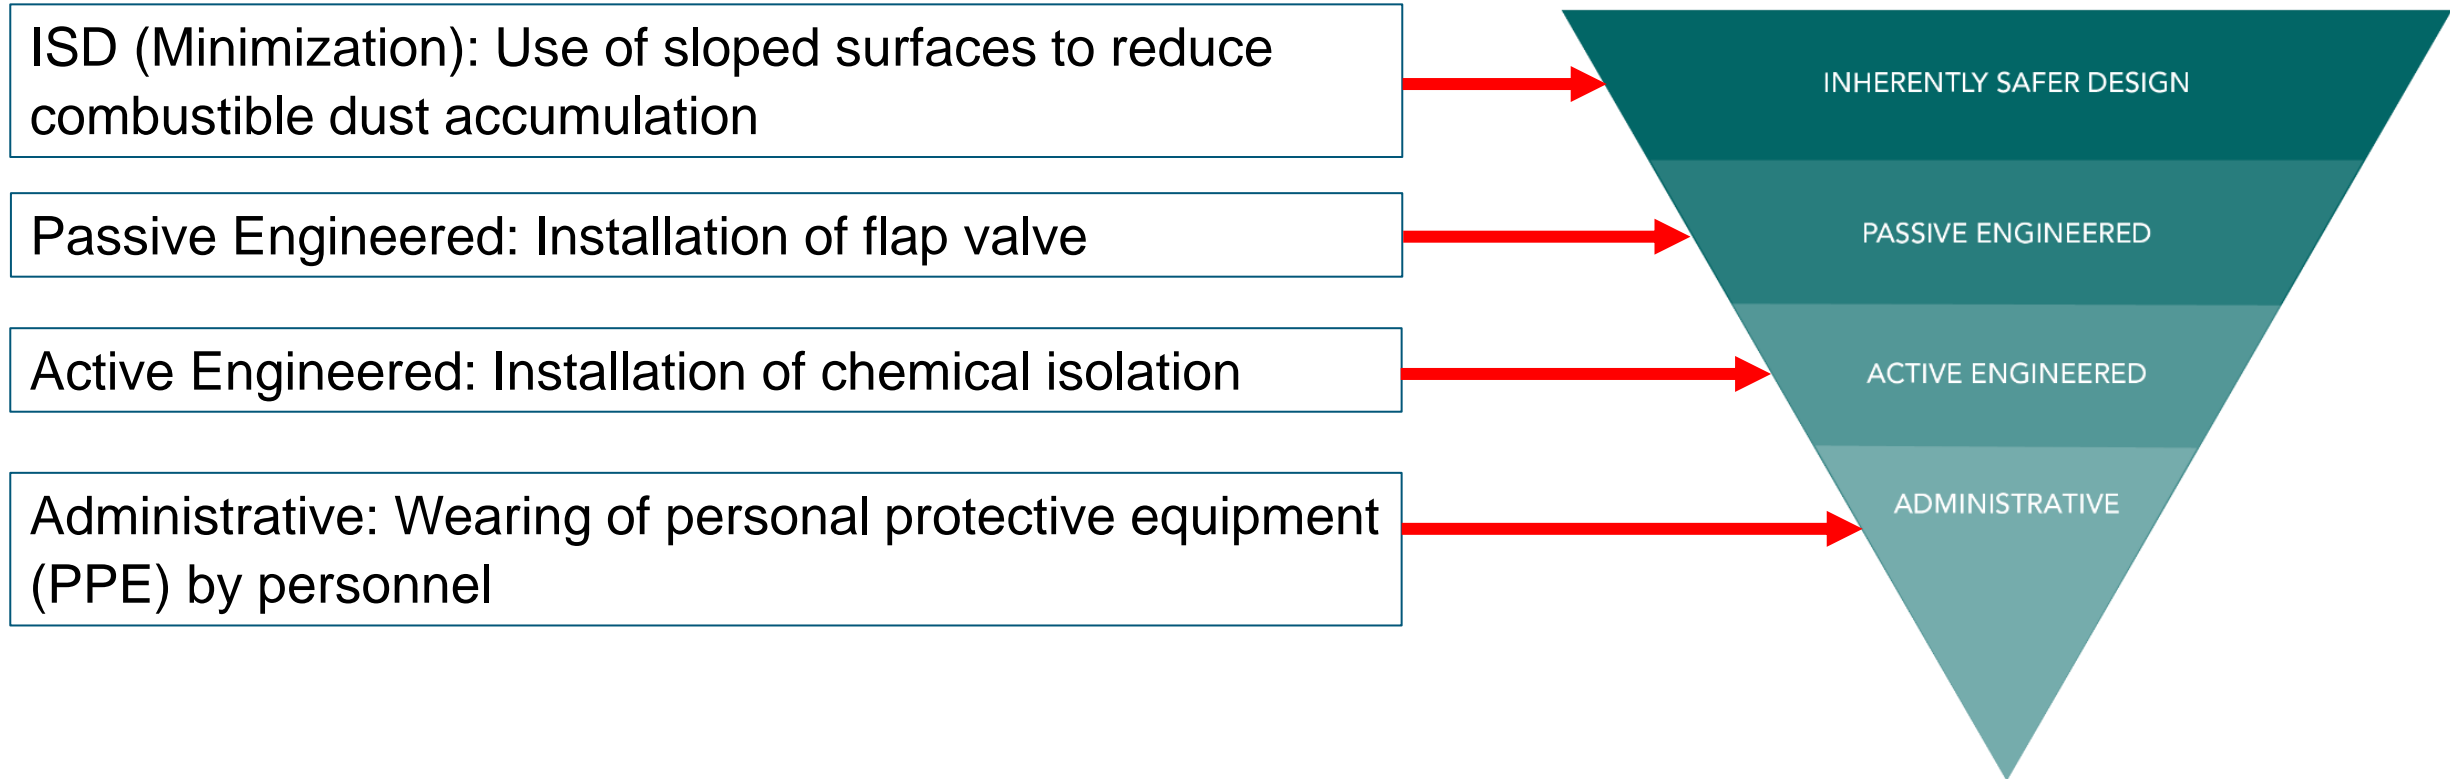 ISD (Minimization): Use of sloped surfaces to reduce
combustible dust accumulation
INHERENTLY SAFER DESIGN
Passive Engineered: Installation of flap valve
PASSIVE ENGINEERED
Active Engineered: Installation of chemical isolation
ACTIVE ENGINEERED
Administrative: Wearing of personal protective equipment
(PPE) by personnel
ADMINISTRATIVE